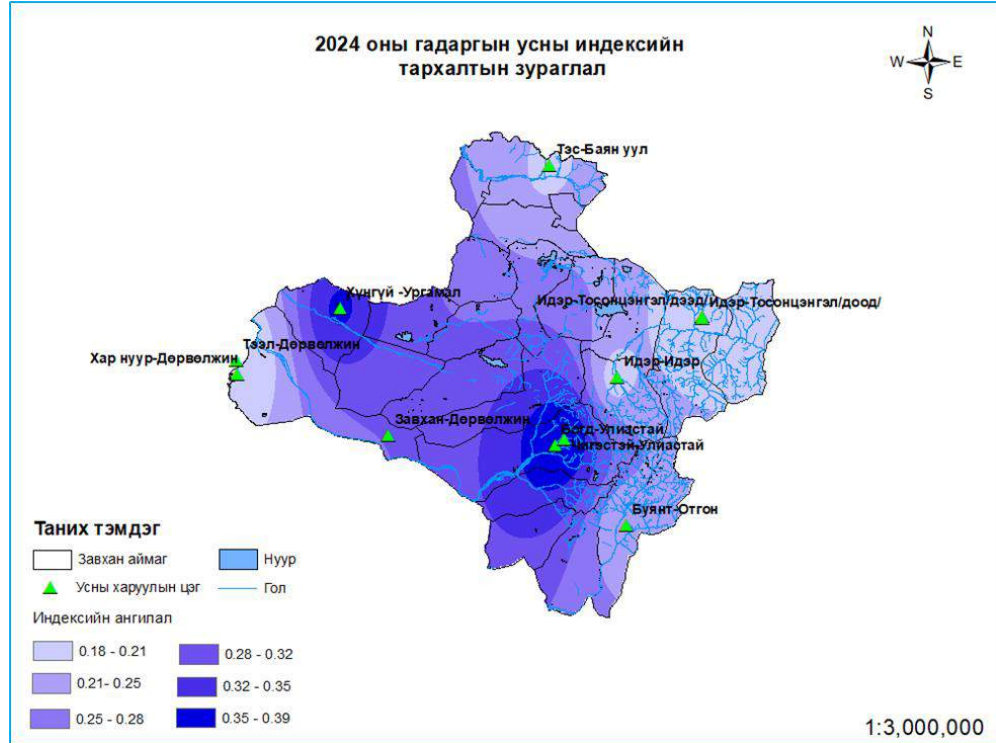 2024 оны гадаргын усны индексийн
тархалтын зураглал
N
W E
S
Тэс-Баян уул
Хүнгүй -Ургамал
Идэр-Тосонцэнгэл/дээд/ Идэр-Тосонцэнгэл/доод/
Тээл-Дөрвөлжин
Хар нуур-Дөрвөлжин
Идэр-Идэр
Завхан-Дөрвөлжин
Богд-Улиастай
Чигэстэй-Улиастай
Буянт-Отгон
Таних тэмдэг
Завхан аймаг
Нуур
Усны харуулын цэг
Гол
Индексийн ангипал
0.18 - 0.21
0.28 - 0.32
0.21- 0.25
0.32 - 0.35
0.25 - 0.28
0.35 - 0.39
1:3,000,000